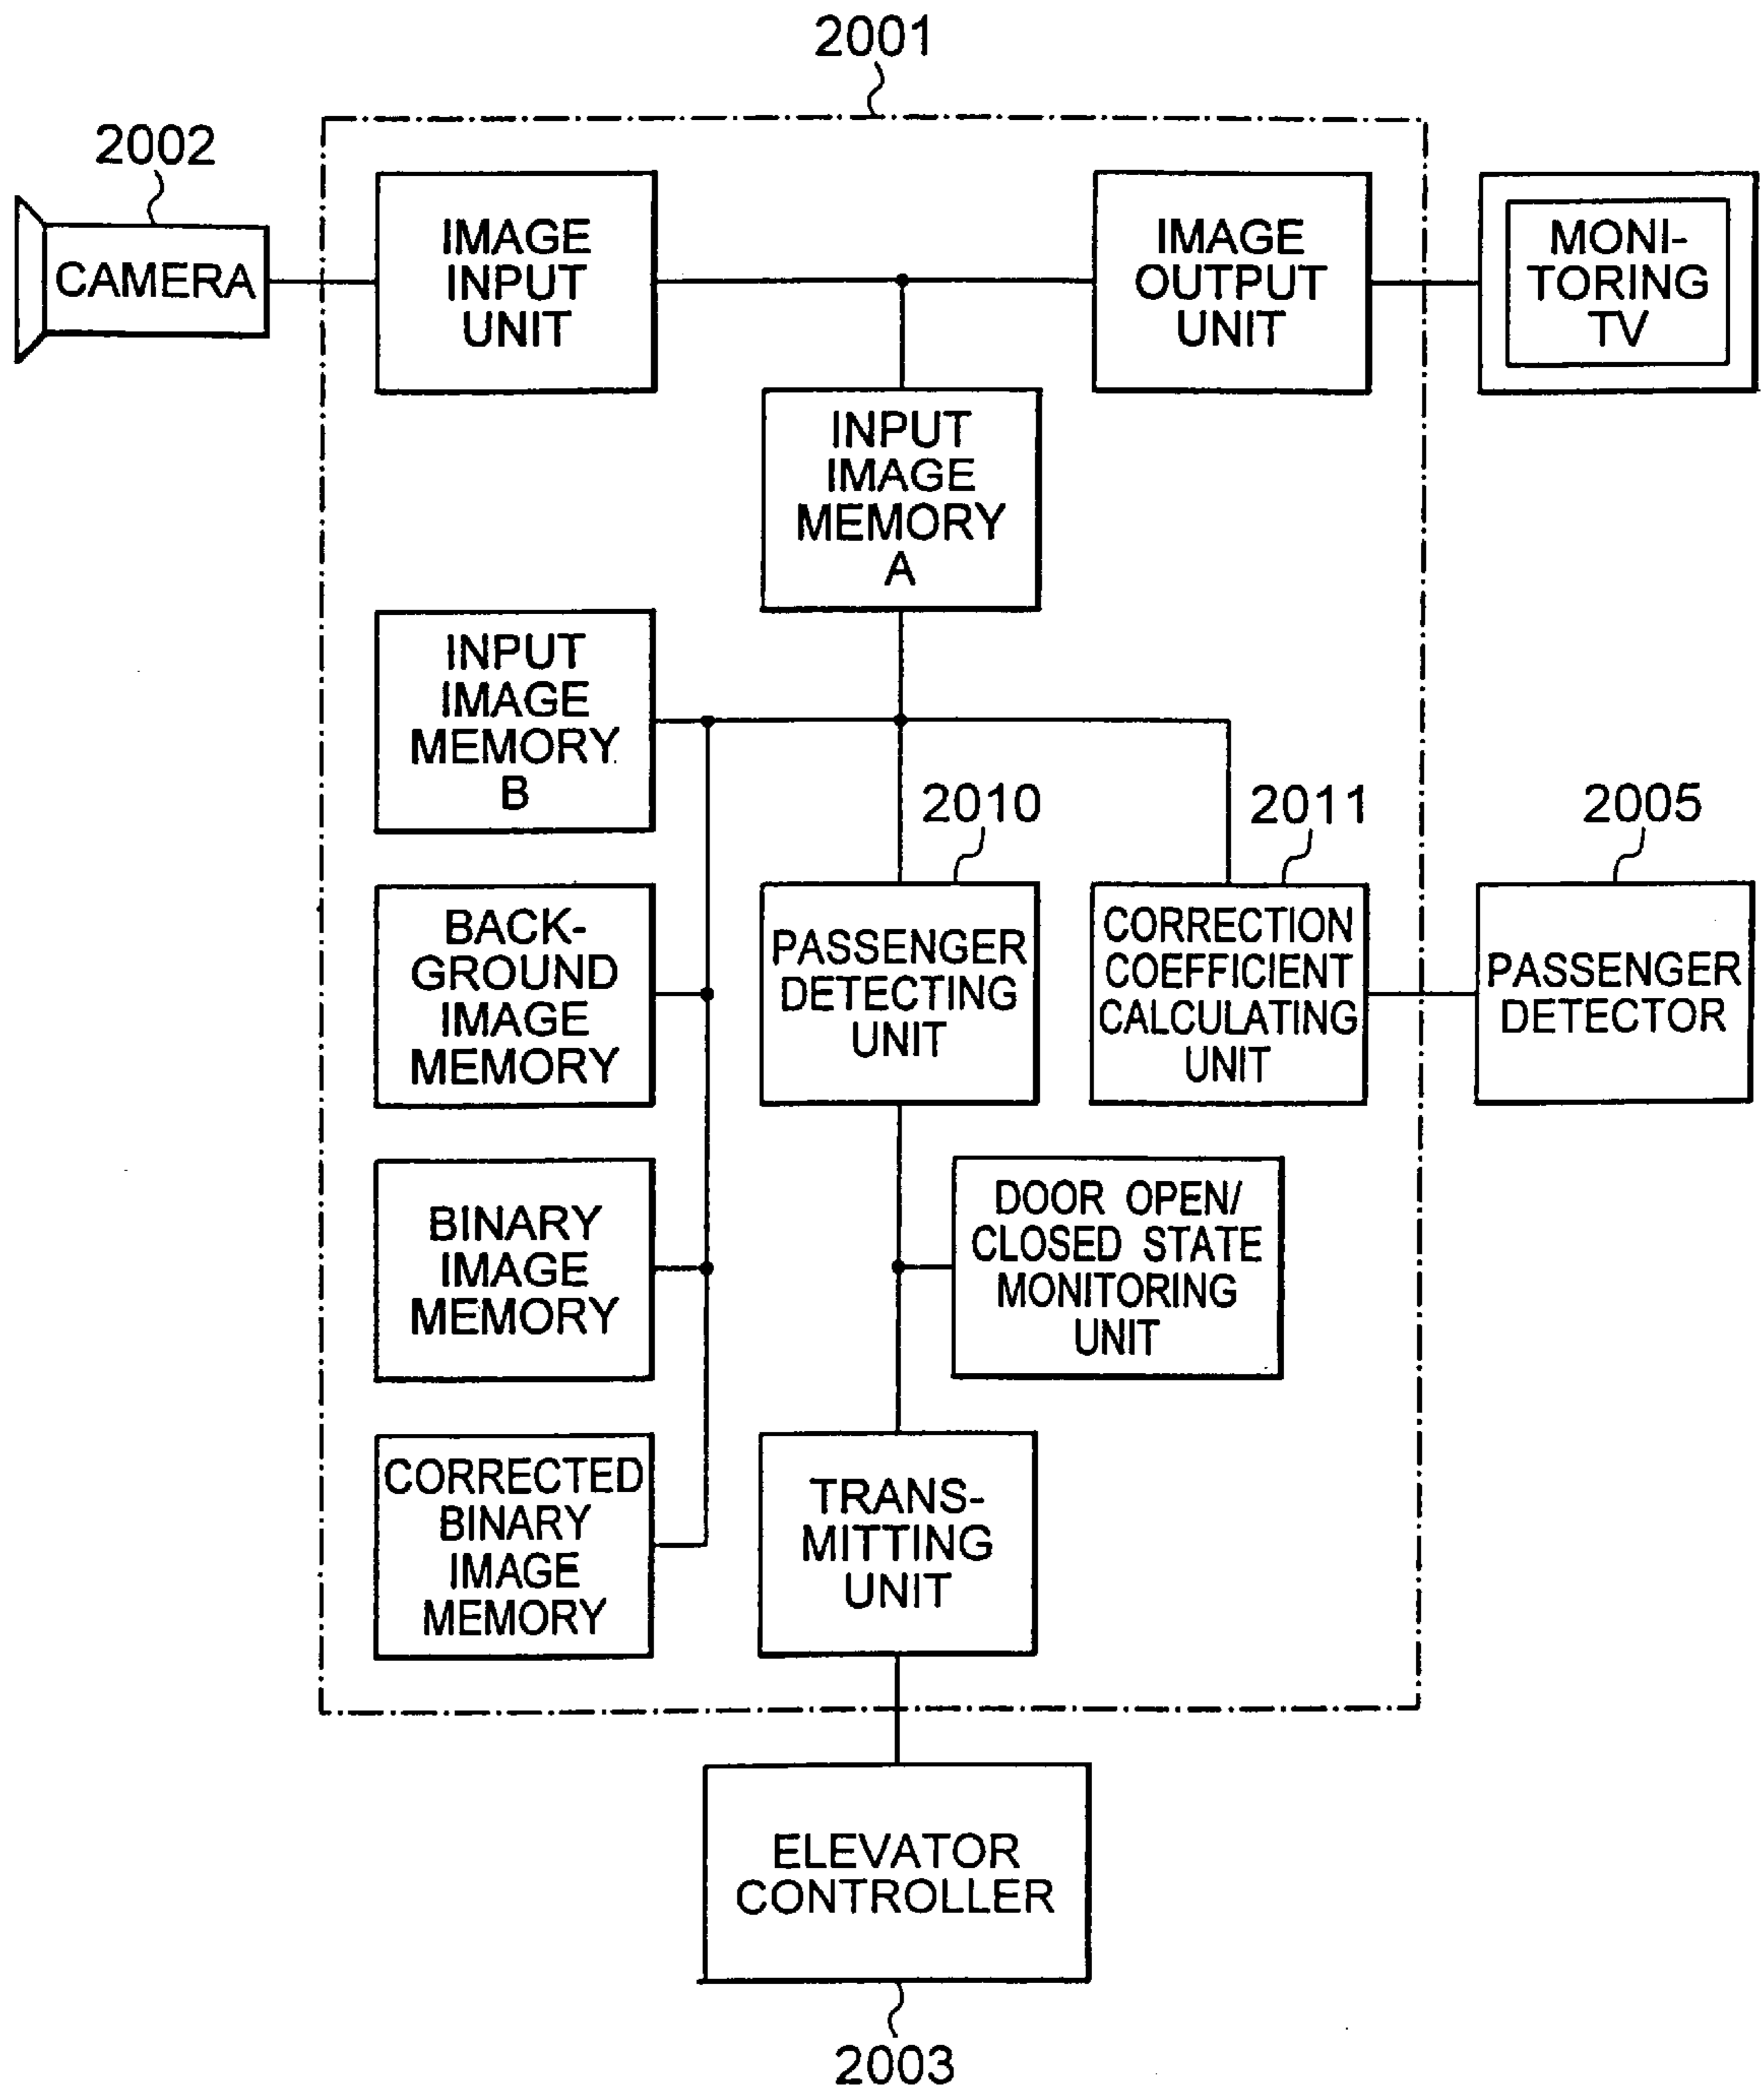 2001
2002
CAMERA
IMAGE
INPUT
UNIT
IMAGE
OUTPUT
UNIT
MONI-
TORING
TV
INPUT
IMAGE
MEMORY
A
INPUT
IMAGE
MEMORY
B
2010
2011
2005
BACK-
GROUND
IMAGE
MEMORY
PASSENGER
DETECTING
UNIT
CORRECTION
COEFFICIENT
CALCULATING
UNIT
PASSENGER
DETECTOR
BINARY
IMAGE
MEMORY
DOOR OPEN/
CLOSED STATE
MONITORING
UNIT
CORRECTED
BINARY
IMAGE
MEMORY
TRANS-
MITTING
UNIT
ELEVATOR
CONTROLLER
2003